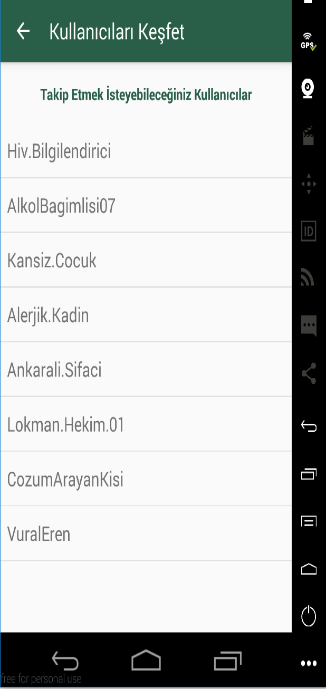 Kullanıcıları Keşfet
GPS
Takip Etmek İsteyebileceğiniz Kullanıcılar
Hiv.Bilgilendirici
AlkolBagimlisi07
Kansiz.Cocuk
ID
Alerjik.Kadin
Ankarali.Sifaci
Lokman.Hekim.01
CozumArayanKisi
VuralEren
free for personal use